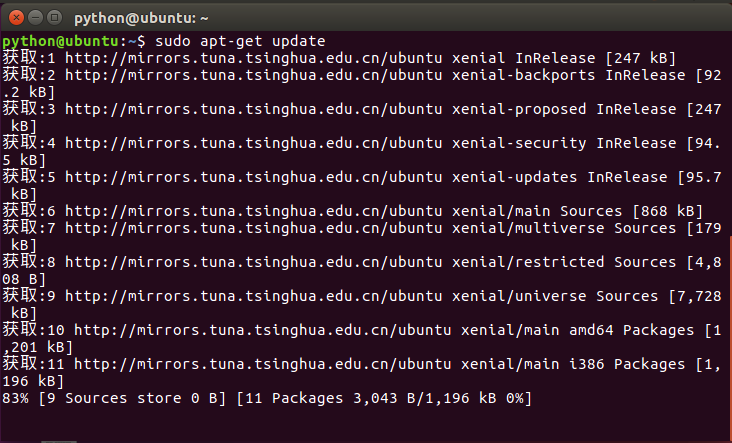 python@ubuntu: ~
python@ubuntu:~$ sudo apt-get update
获取:1 http://mirrors.tuna.tsinghua.edu.cn/ubuntu xenial InRelease [247 kB]
获取:2 http://mirrors.tuna.tsinghua.edu.cn/ubuntu xenial-backports InRelease [92
.2 kB]
获取:3 http://mirrors.tuna.tsinghua.edu.cn/ubuntu xenial-proposed InRelease [247
 kB]
获取:4 http://mirrors.tuna.tsinghua.edu.cn/ubuntu xenial-security InRelease [94.
5 kB]
获取:5 http://mirrors.tuna.tsinghua.edu.cn/ubuntu xenial-updates InRelease [95.7
 kB]
获取:6 http://mirrors.tuna.tsinghua.edu.cn/ubuntu xenial/main Sources [868 kB]
获取:7 http://mirrors.tuna.tsinghua.edu.cn/ubuntu xenial/multiverse Sources [179
 kB]
获取:8 http://mirrors.tuna.tsinghua.edu.cn/ubuntu xenial/restricted Sources [4,8
08 B]
获取:9 http://mirrors.tuna.tsinghua.edu.cn/ubuntu xenial/universe Sources [7,728
 kB]
获取:10 http://mirrors.tuna.tsinghua.edu.cn/ubuntu xenial/main amd64 Packages [1
,201 kB]
获取:11 http://mirrors.tuna.tsinghua.edu.cn/ubuntu xenial/main i386 Packages [1,
196 kB]
83% [9 Sources store 0 B] [11 Packages 3,043 B/1,196 kB 0%]